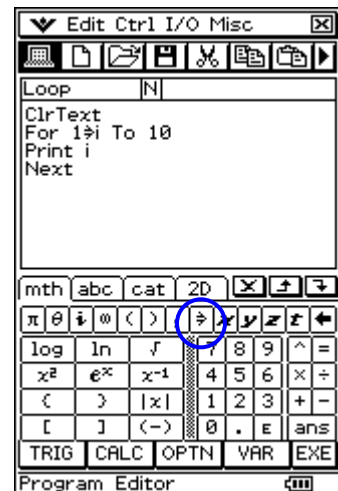 Edit Ctrl I/O Misc
Loop N
ClrText
For 1⇒i To 10
Print i
Next
mth abc cat 2D
π θ i ∞ ( ) , ⇒ x y z t ←
log ln √ 7 8 9 ^ =
x² eˣ x⁻¹ 4 5 6 × ÷
( ) |x| 1 2 3 + −
[ ] (−) 0 . E ans
TRIG CALC OPTN VAR EXE
Program Editor